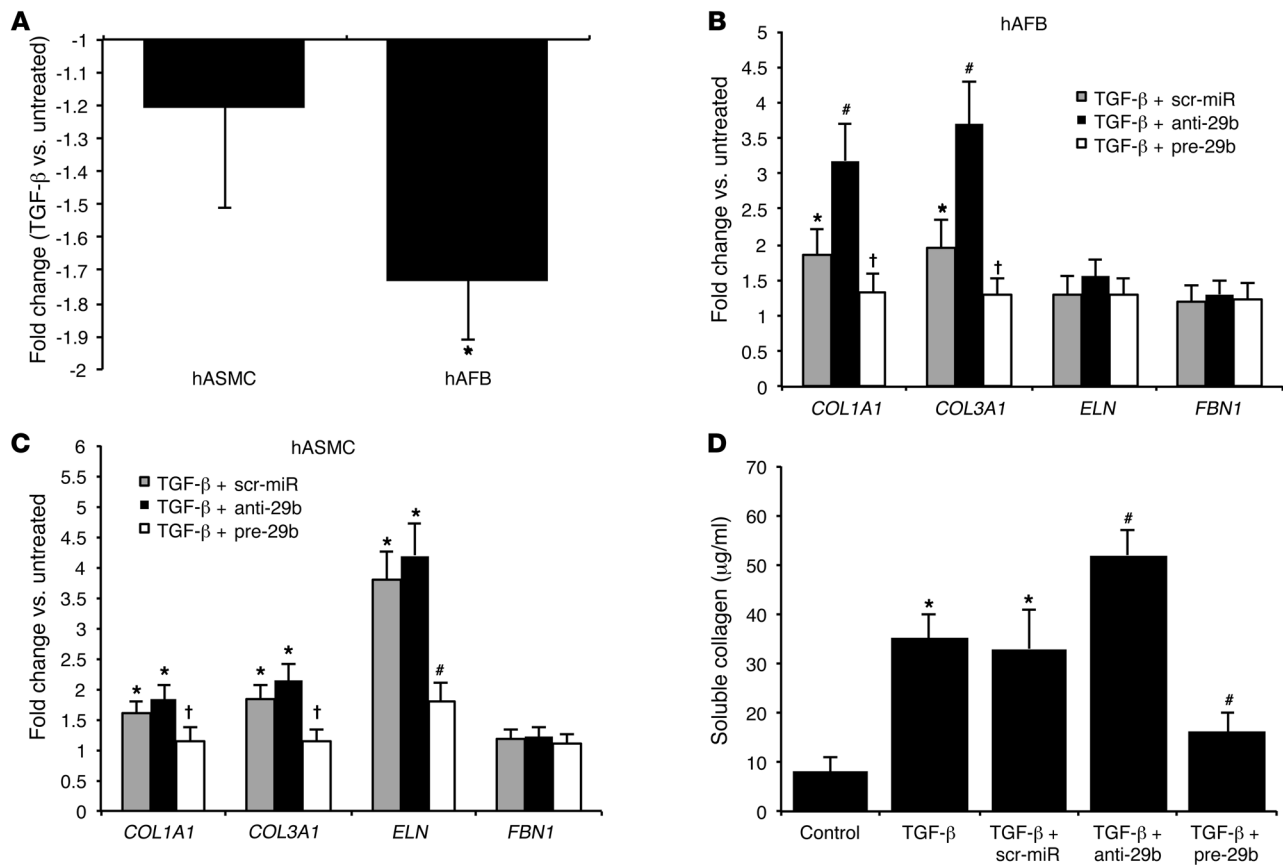 A
Fold change (TGF-β vs. untreated)
-1
-1.1
-1.2
-1.3
-1.4
-1.5
-1.6
-1.7
-1.8
-1.9
-2
*
hASMC
hAFB
B
hAFB
Fold change vs. untreated
5
4.5
4
3.5
3
2.5
2
1.5
1
0.5
0
TGF-β + scr-miR
TGF-β + anti-29b
TGF-β + pre-29b
* # †
* # †
COL1A1
COL3A1
ELN
FBN1
C
hASMC
Fold change vs. untreated
6
5.5
5
4.5
4
3.5
3
2.5
2
1.5
1
0.5
0
TGF-β + scr-miR
TGF-β + anti-29b
TGF-β + pre-29b
* * †
* * †
* * #
COL1A1
COL3A1
ELN
FBN1
D
Soluble collagen (μg/ml)
70
60
50
40
30
20
10
0
* * # #
Control
TGF-β
TGF-β +
scr-miR
TGF-β +
anti-29b
TGF-β +
pre-29b